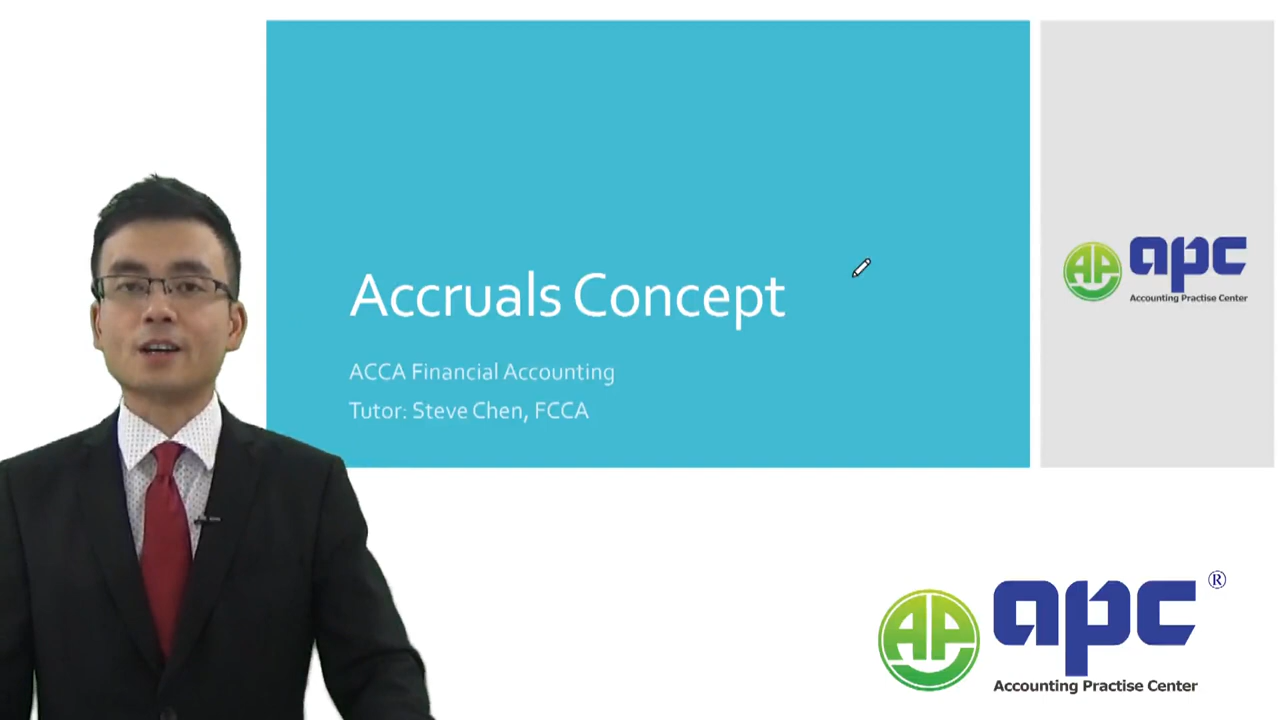 Accruals Concept
ACCA Financial Accounting
Tutor: Steve Chen, FCCA
AP apc
Accounting Practise Center
AP apc ®
Accounting Practise Center